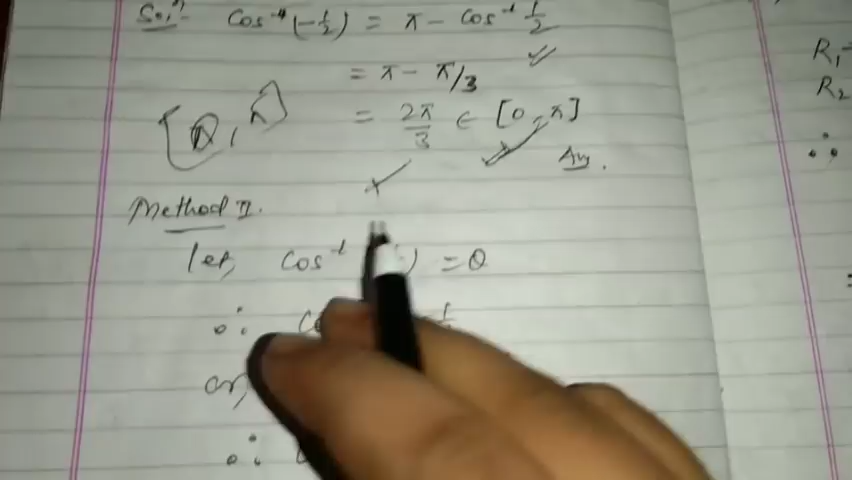 Solⁿ:- Cos⁻¹(-1/2) = π - Cos⁻¹ 1/2
= π - π/3
[0, π]
= 2π/3 ∈ [0, π]
Ans.
Method II.
let, Cos⁻¹ ) = θ
∴
or,
∴
R₁
R₂
∴
=